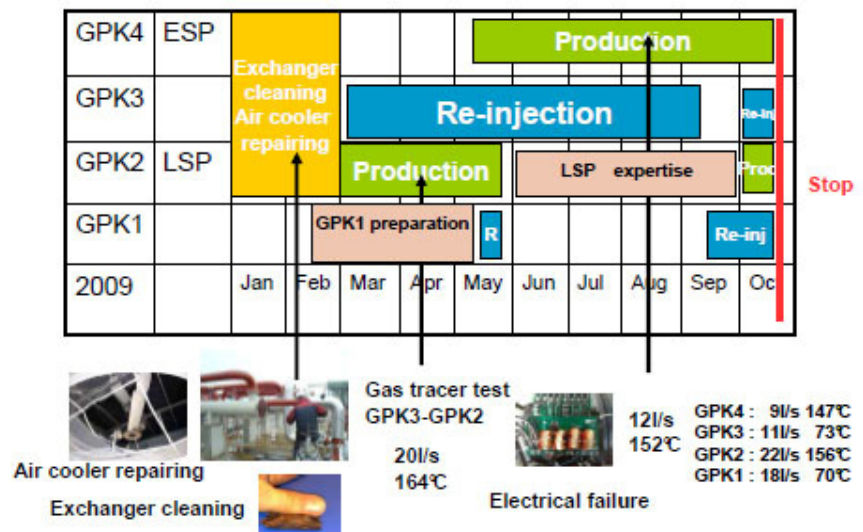 GPK4 ESP
Production
Exchanger
cleaning
Air cooler
repairing
GPK3
Re-injection
Re-inj
GPK2 LSP
Production
LSP expertise
Prod
Stop
GPK1
GPK1 preparation
R
Re-inj
2009 Jan Feb Mar Apr May Jun Jul Aug Sep Oc
Air cooler repairing
Exchanger cleaning
Gas tracer test
GPK3-GPK2
20l/s
164℃
Electrical failure
12l/s
152℃
GPK4 : 9l/s 147℃
GPK3 : 11l/s 73℃
GPK2 : 22l/s 156℃
GPK1 : 18l/s 70℃